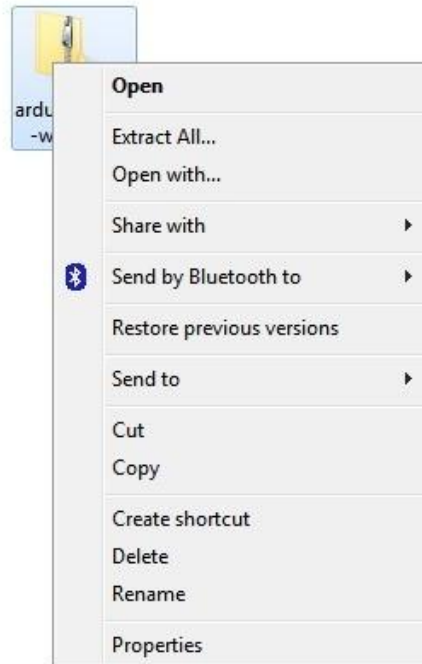 ardu
-w
Open
Extract All...
Open with...
Share with
Send by Bluetooth to
Restore previous versions
Send to
Cut
Copy
Create shortcut
Delete
Rename
Properties